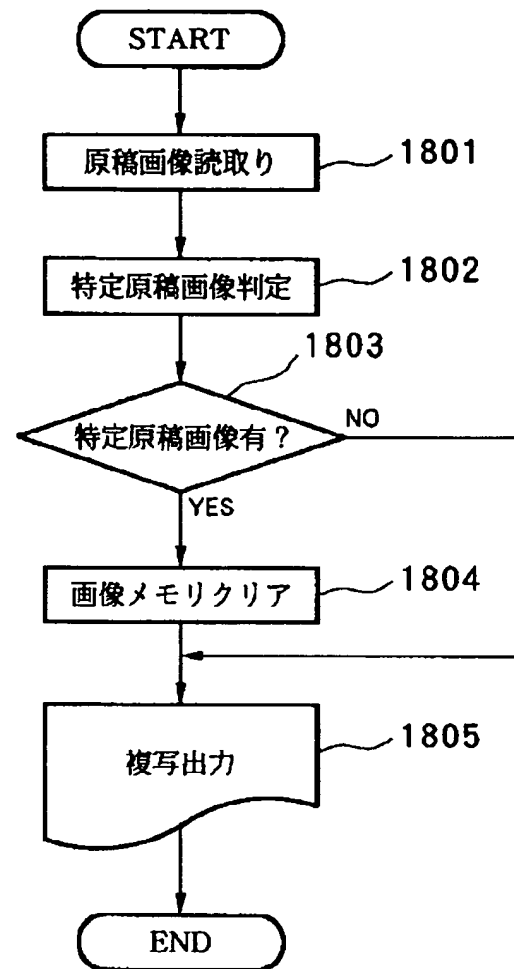 START
原稿画像読取り
1801
特定原稿画像判定
1802
1803
特定原稿画像有?
NO
YES
画像メモリクリア
1804
複写出力
1805
END